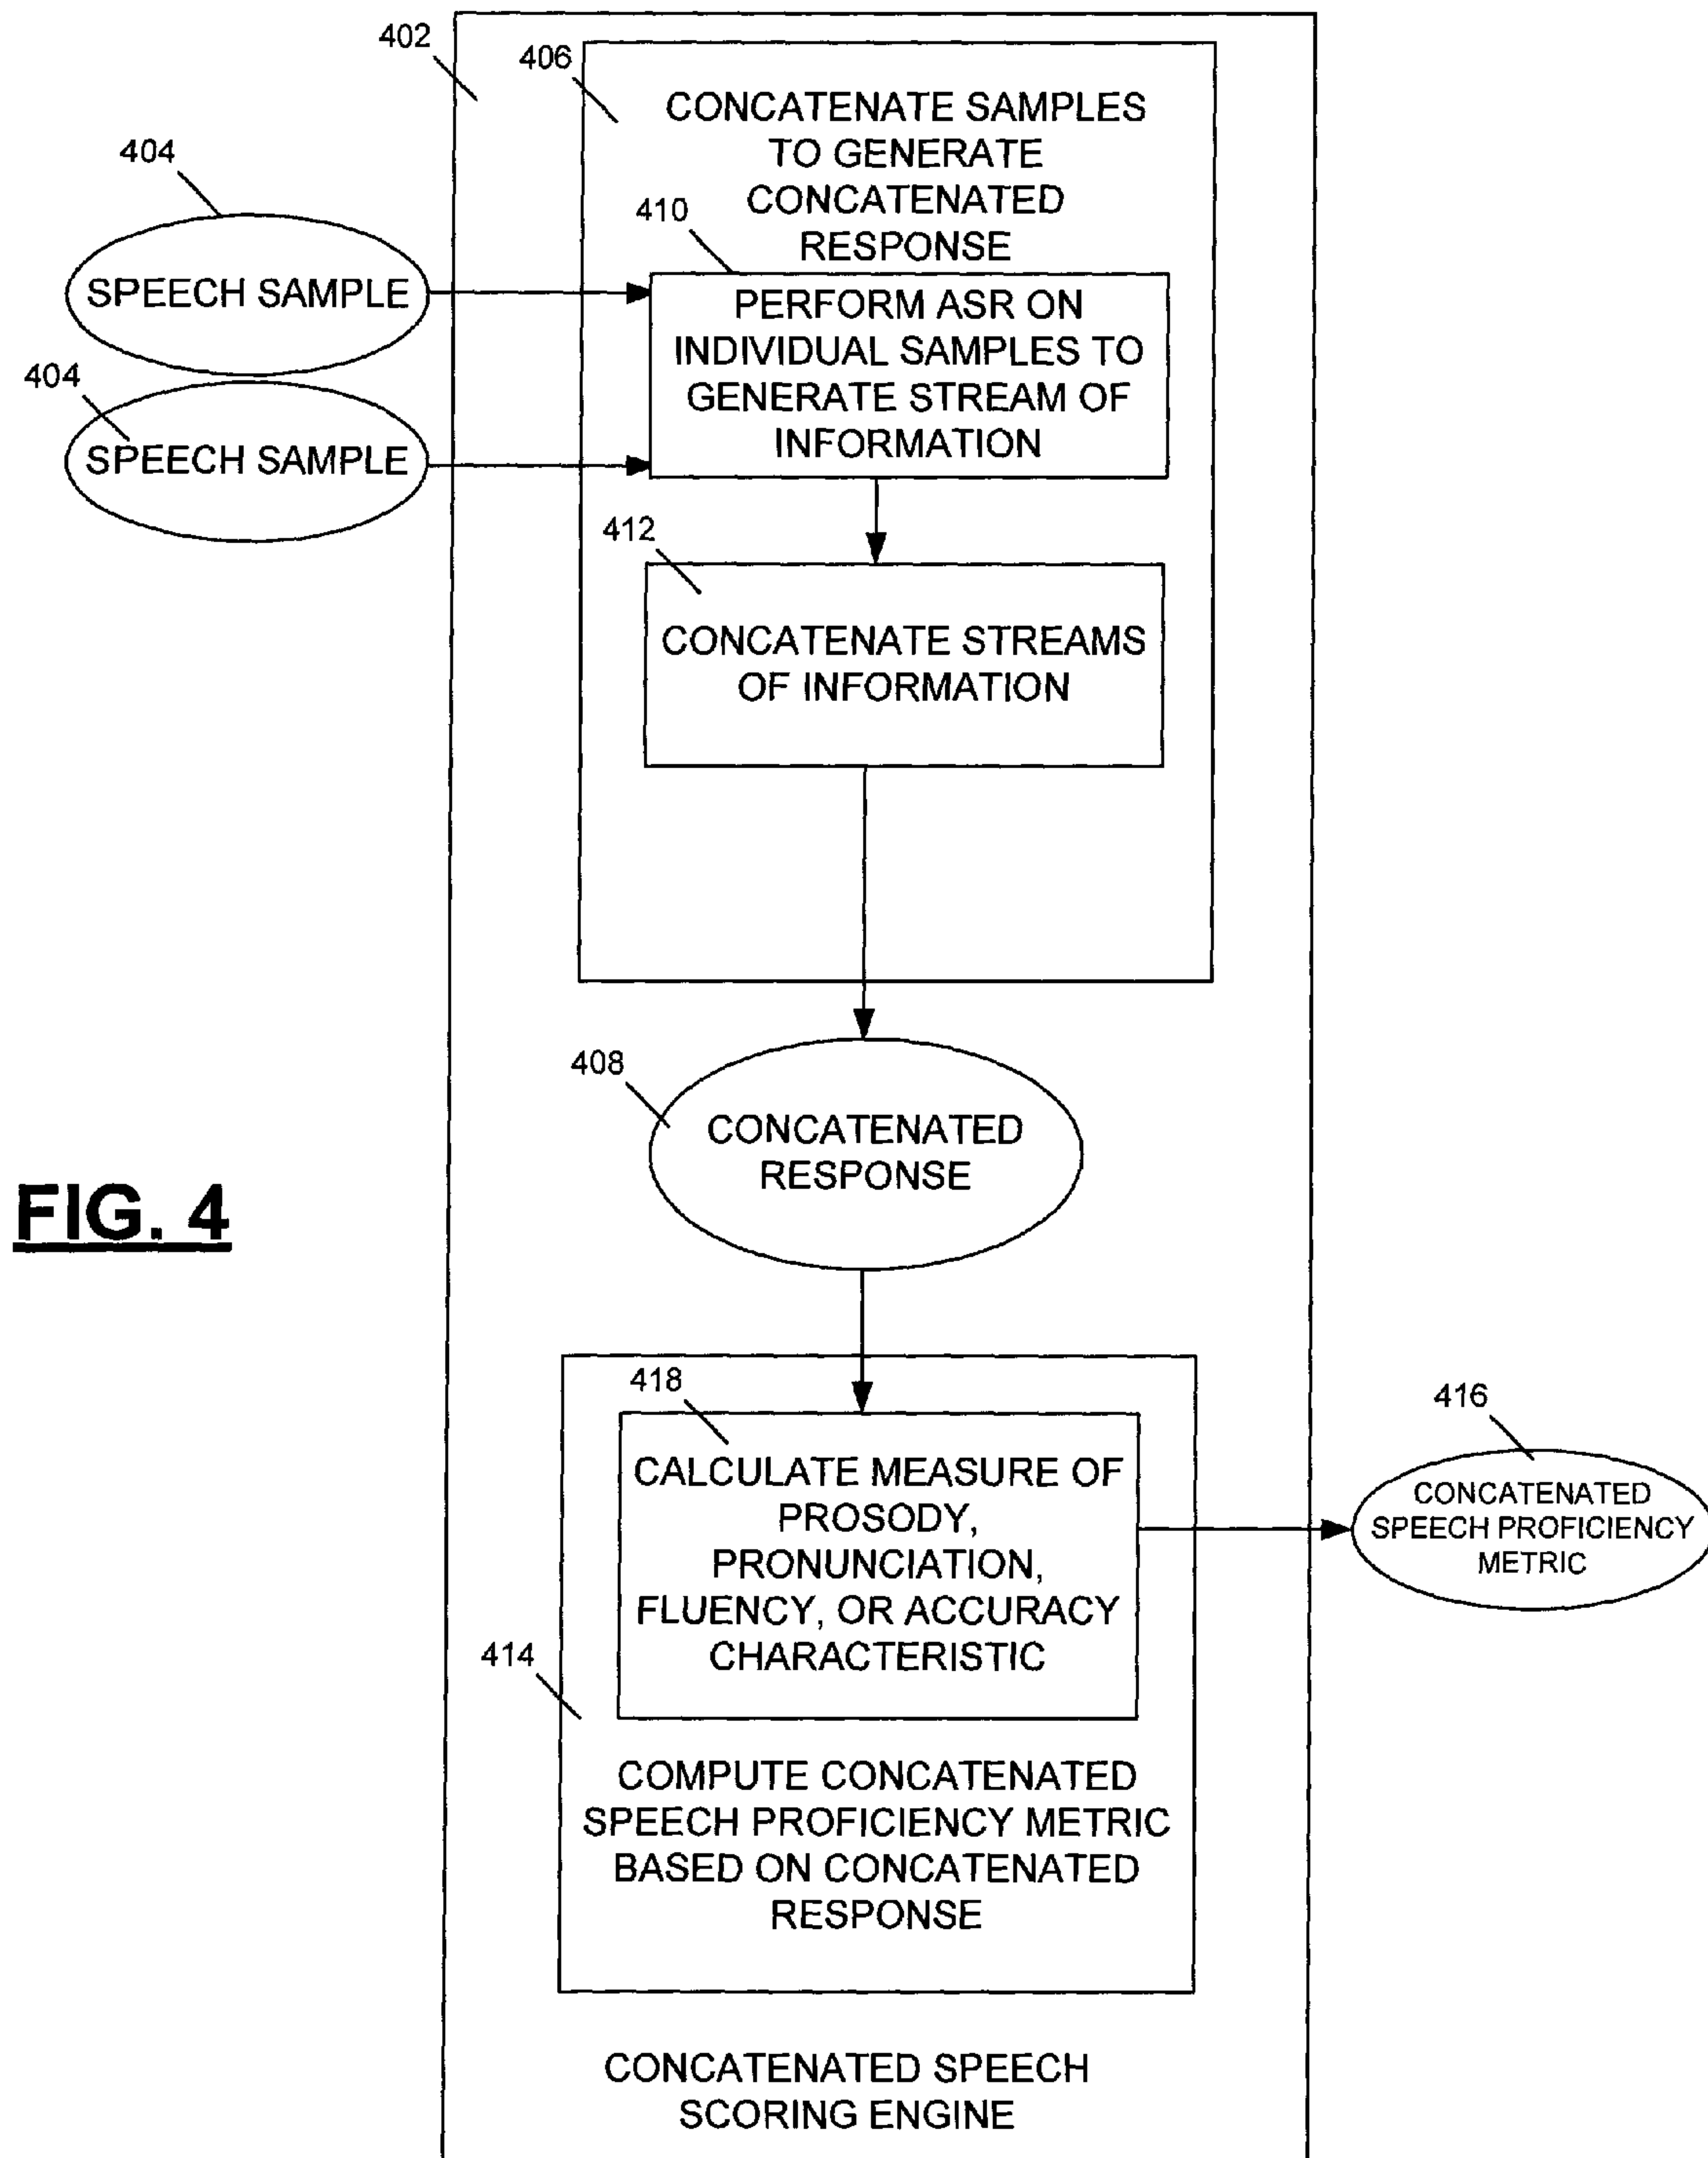 402
406
CONCATENATE SAMPLES
TO GENERATE
CONCATENATED
RESPONSE
404
SPEECH SAMPLE
404
SPEECH SAMPLE
410
PERFORM ASR ON
INDIVIDUAL SAMPLES TO
GENERATE STREAM OF
INFORMATION
412
CONCATENATE STREAMS
OF INFORMATION
408
CONCATENATED
RESPONSE
FIG. 4
418
CALCULATE MEASURE OF
PROSODY,
PRONUNCIATION,
FLUENCY, OR ACCURACY
CHARACTERISTIC
416
CONCATENATED
SPEECH PROFICIENCY
METRIC
414
COMPUTE CONCATENATED
SPEECH PROFICIENCY METRIC
BASED ON CONCATENATED
RESPONSE
CONCATENATED SPEECH
SCORING ENGINE